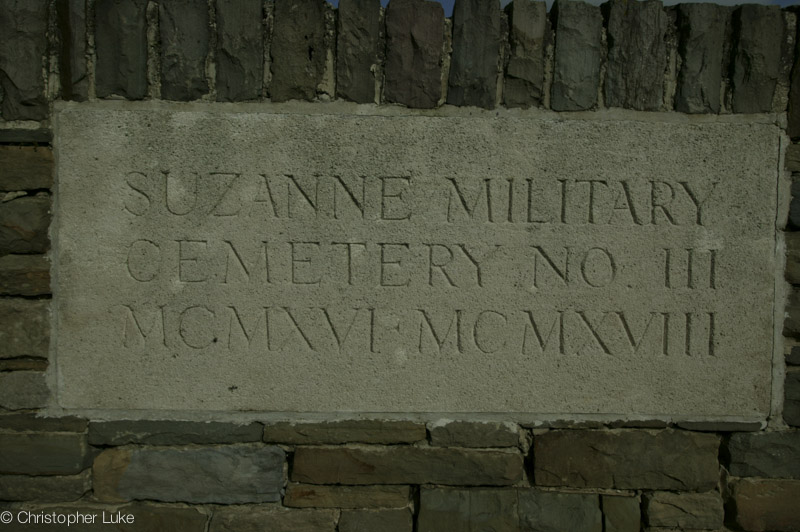 SUZANNE MILITARY
CEMETERY NO. III
MCMXVI · MCMXVIII
© Christopher Luke